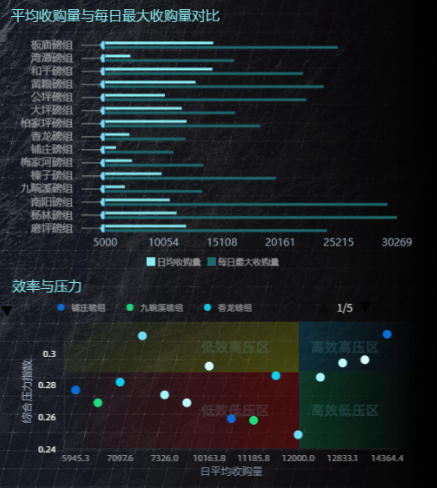 平均收购量与每日最大收购量对比
板庙磅组
湾潭磅组
和平磅组
黄粮磅组
公坪磅组
大坪磅组
柏家坪磅组
香龙磅组
铺庄磅组
梅家河磅组
榛子磅组
九畹溪磅组
南阳磅组
杨林磅组
磨坪磅组
5000 10054 15108 20161 25215 30269
日均收购量 每日最大收购量
效率与压力
铺庄磅组 九畹溪磅组 香龙磅组 1/5
综合压力指数
0.3
0.28
0.26
0.24
低效高压区 高效高压区
低效低压区 高效低压区
5945.3 7097.6 7326.0 10163.8 11185.8 12000.0 12833.1 14364.4
日平均收购量